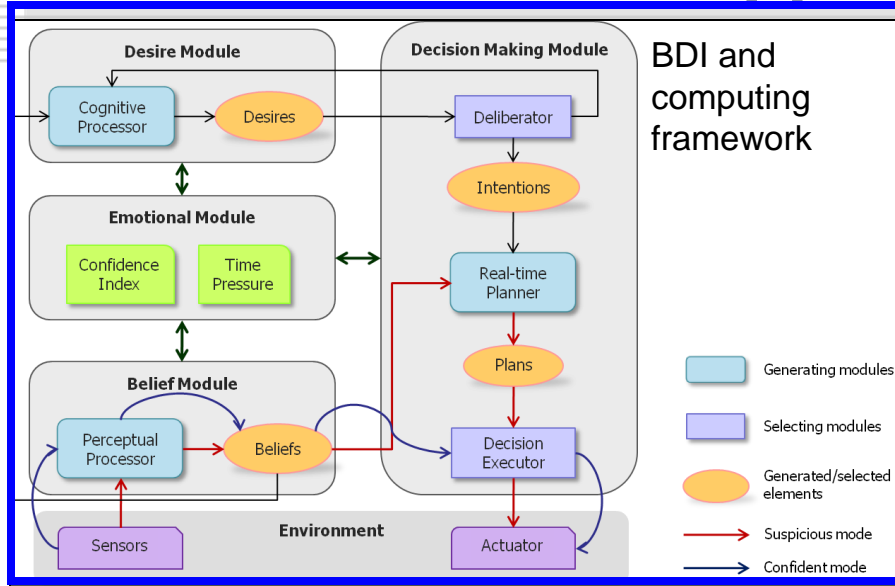 Desire Module
Cognitive
Processor
Desires
Decision Making Module
Deliberator
Intentions
Real-time
Planner
Plans
Decision
Executor
Emotional Module
Confidence
Index
Time
Pressure
Belief Module
Perceptual
Processor
Beliefs
Environment
Sensors
Actuator
BDI and
computing
framework
Generating modules
Selecting modules
Generated/selected
elements
Suspicious mode
Confident mode